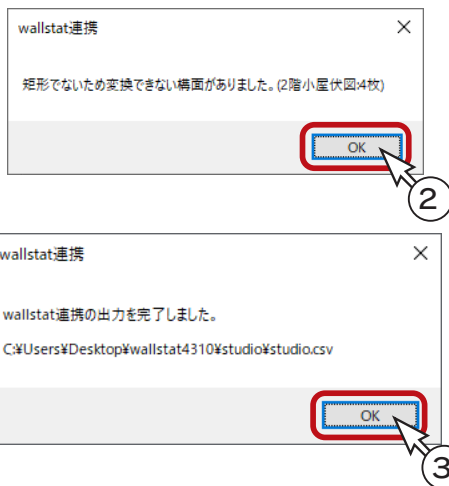 wallstat連携
矩形でないため変換できない構面がありました。(2階小屋伏図:4枚)
OK
2
wallstat連携
wallstat連携の出力を完了しました。
C:¥Users¥Desktop¥wallstat4310¥studio¥studio.csv
OK
3